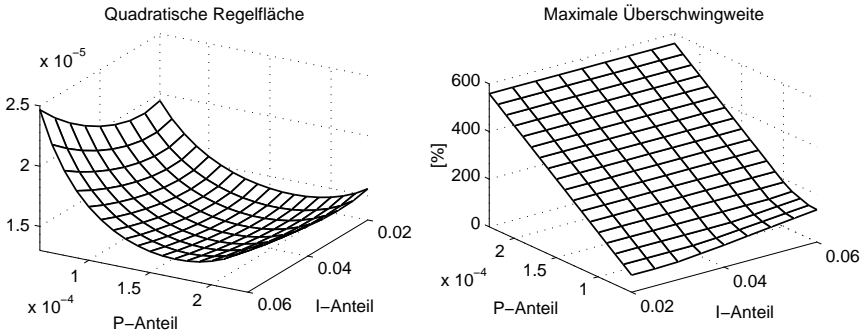 Quadratische Regelfläche
x 10⁻⁵
2.5
2
1.5
1
1.5
2
x 10⁻⁴
P−Anteil
0.02
0.04
0.06
I−Anteil
Maximale Überschwingweite
600
400
200
0
[%]
2
1.5
1
x 10⁻⁴
P−Anteil
0.02
0.04
0.06
I−Anteil